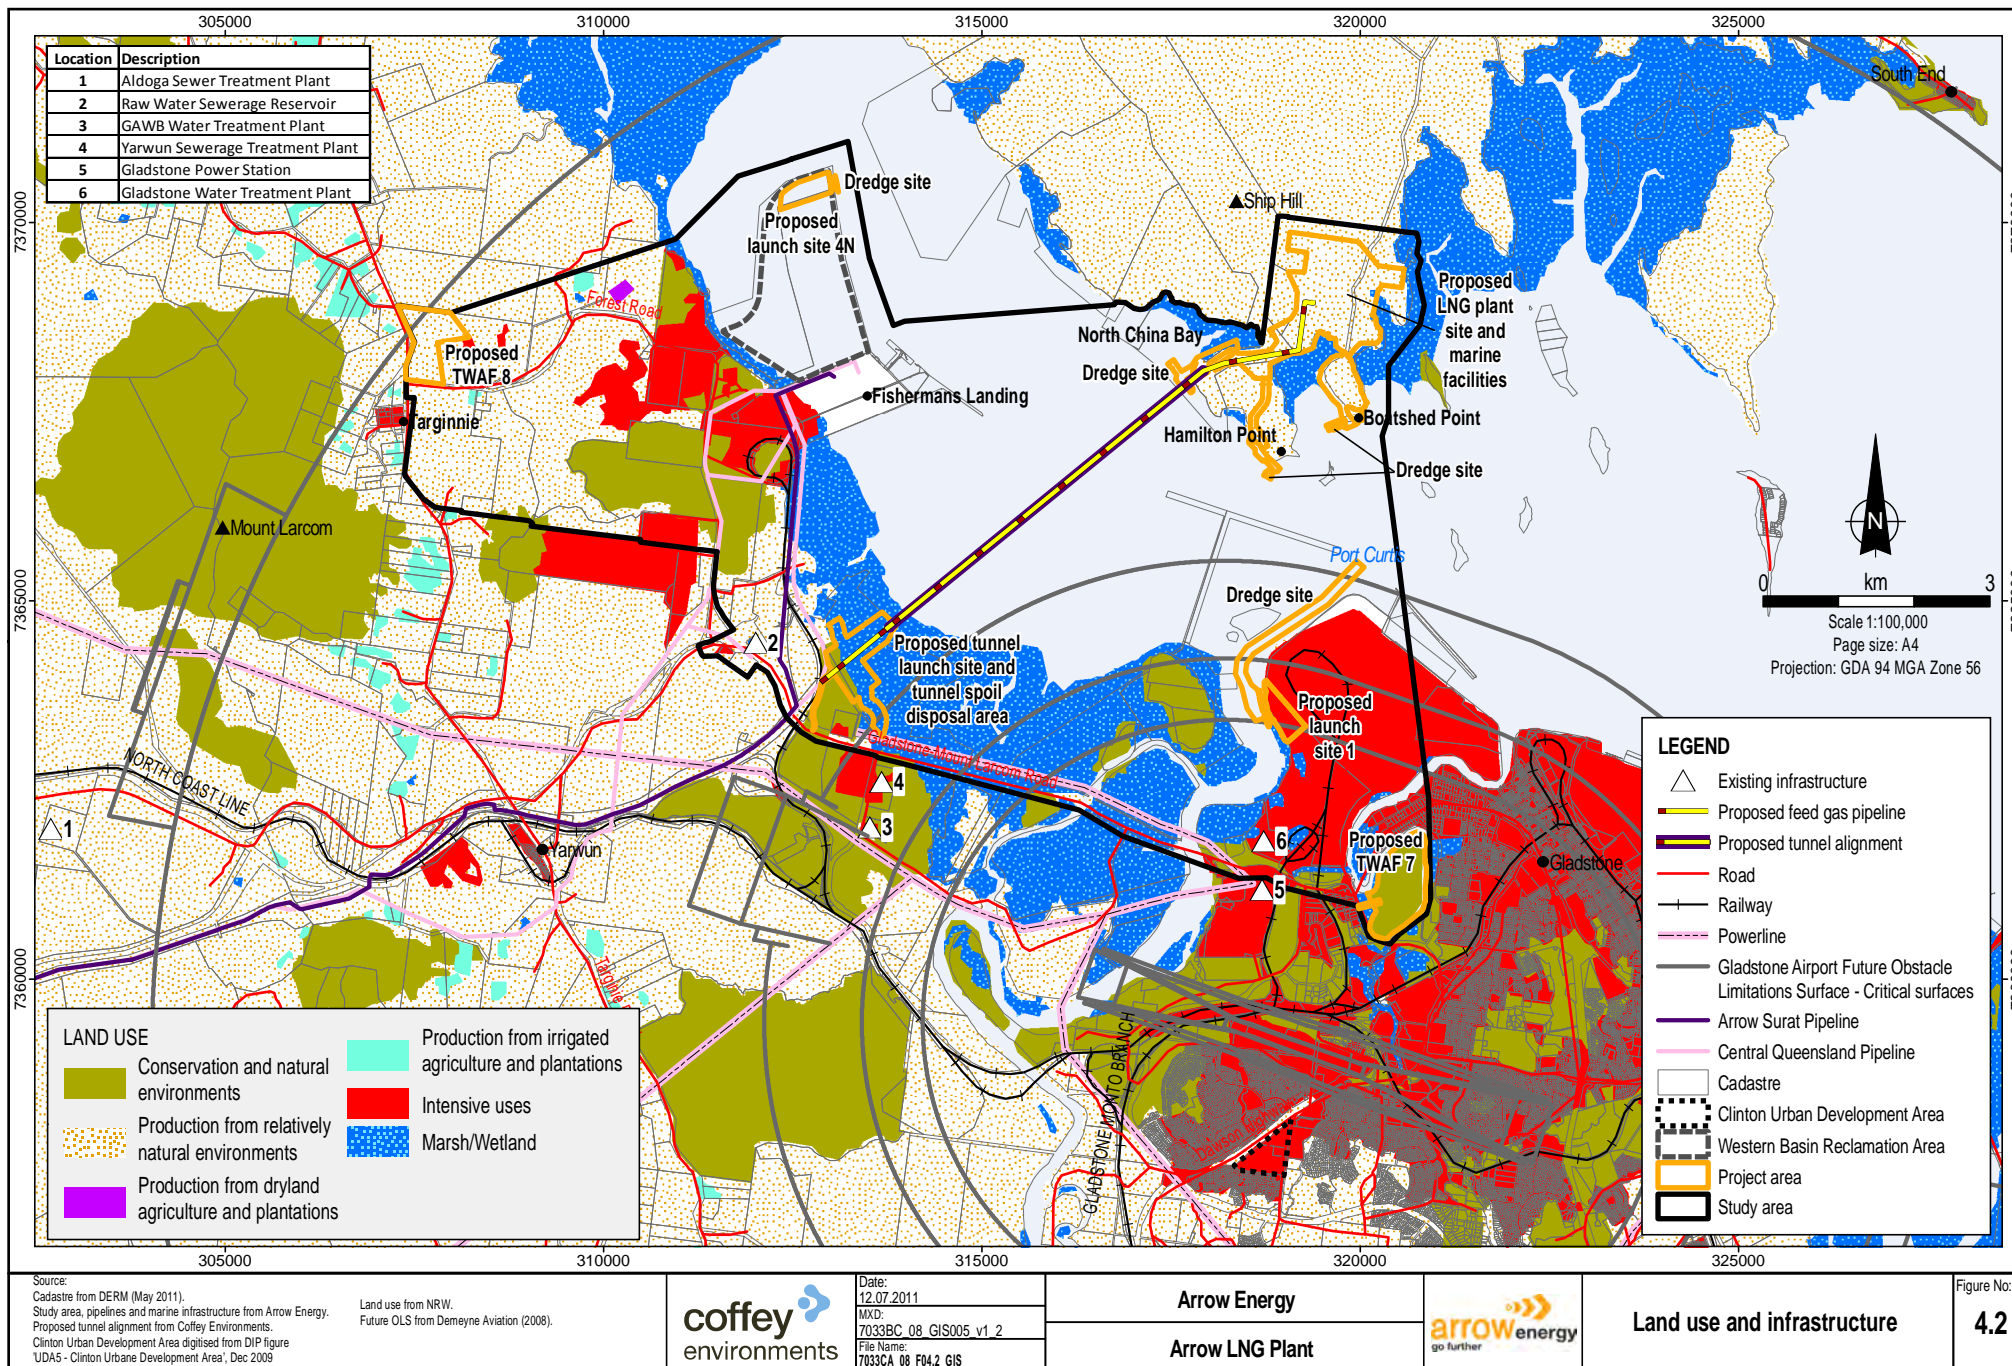 305000
310000
315000
320000
325000
Location Description
1 Aldoga Sewer Treatment Plant
2 Raw Water Sewerage Reservoir
3 GAWB Water Treatment Plant
4 Yarwun Sewerage Treatment Plant
5 Gladstone Power Station
6 Gladstone Water Treatment Plant
South End
Dredge site
Proposed
launch site 4N
Ship Hill
7370000
Proposed
LNG plant
site and
marine
facilities
Forest Road
North China Bay
Proposed
TWAF 8
Dredge site
Fishermans Landing
Targinnie
Boatshed Point
Hamilton Point
Dredge site
Mount Larcom
N
Port Curtis
0 km 3
Scale 1:100,000
Page size: A4
Projection: GDA 94 MGA Zone 56
Dredge site
7365000
2
Proposed tunnel
launch site and
tunnel spoil
disposal area
Proposed
launch
site 1
Gladstone-Mount Larcom Road
NORTH COAST LINE
4
1
3
6
Yarwun
Proposed
TWAF 7
Gladstone
5
7360000
Targinie
GLADSTONE MONTO BRANCH
Dawson Highway
LEGEND
Existing infrastructure
Proposed feed gas pipeline
Proposed tunnel alignment
Road
Railway
Powerline
Gladstone Airport Future Obstacle
Limitations Surface - Critical surfaces
Arrow Surat Pipeline
Central Queensland Pipeline
Cadastre
Clinton Urban Development Area
Western Basin Reclamation Area
Project area
Study area
LAND USE
Conservation and natural
environments
Production from relatively
natural environments
Production from dryland
agriculture and plantations
Production from irrigated
agriculture and plantations
Intensive uses
Marsh/Wetland
305000
310000
315000
320000
325000
Source:
Cadastre from DERM (May 2011).
Study area, pipelines and marine infrastructure from Arrow Energy.
Proposed tunnel alignment from Coffey Environments.
Clinton Urban Development Area digitised from DIP figure
'UDA5 - Clinton Urbane Development Area', Dec 2009
Land use from NRW.
Future OLS from Demeyne Aviation (2008).
coffey
environments
Date:
12.07.2011
MXD:
7033BC_08_GIS005_v1_2
File Name:
7033CA_08_F04.2_GIS
Arrow Energy
Arrow LNG Plant
arrow energy
go further
Land use and infrastructure
Figure No:
4.2